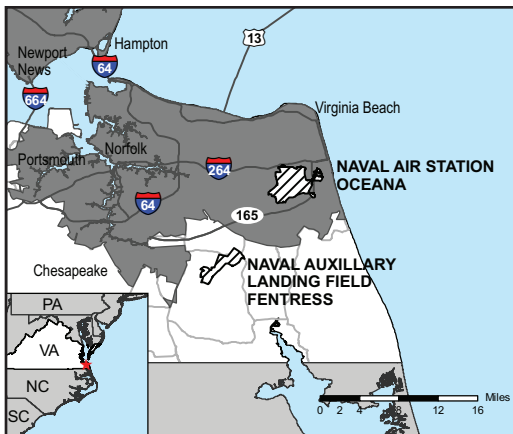 13
Newport
News
Hampton
64
664
Virginia Beach
Portsmouth
Norfolk
264
NAVAL AIR STATION
OCEANA
64
165
Chesapeake
NAVAL AUXILLARY
LANDING FIELD
FENTRESS
PA
VA
NC
SC
Miles
0 2 4 8 12 16